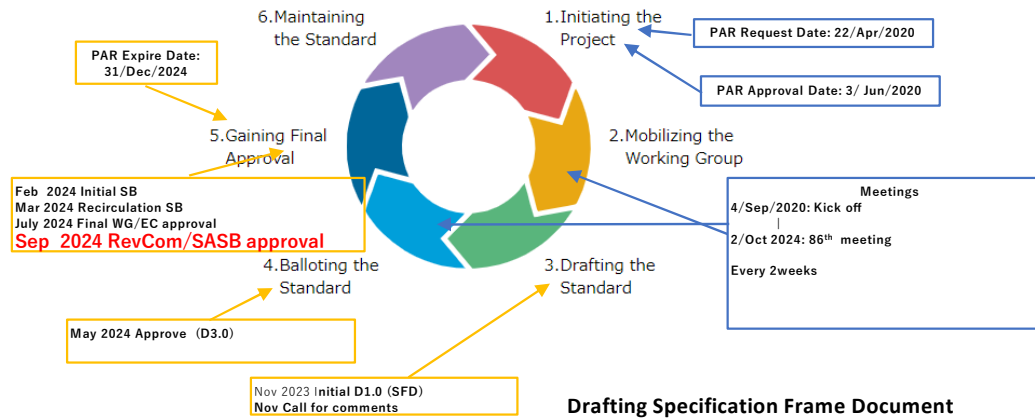 6.Maintaining
the Standard
1.Initiating the
Project
PAR Request Date: 22/Apr/2020
PAR Expire Date:
31/Dec/2024
PAR Approval Date: 3/ Jun/2020
5.Gaining Final
Approval
2.Mobilizing the
Working Group
Feb 2024 Initial SB
Mar 2024 Recirculation SB
July 2024 Final WG/EC approval
Sep 2024 RevCom/SASB approval
Meetings
4/Sep/2020: Kick off
|
2/Oct 2024: 86th meeting
Every 2weeks
4.Balloting the
Standard
3.Drafting the
Standard
May 2024 Approve (D3.0)
Nov 2023 Initial D1.0 (SFD)
Nov Call for comments
Drafting Specification Frame Document